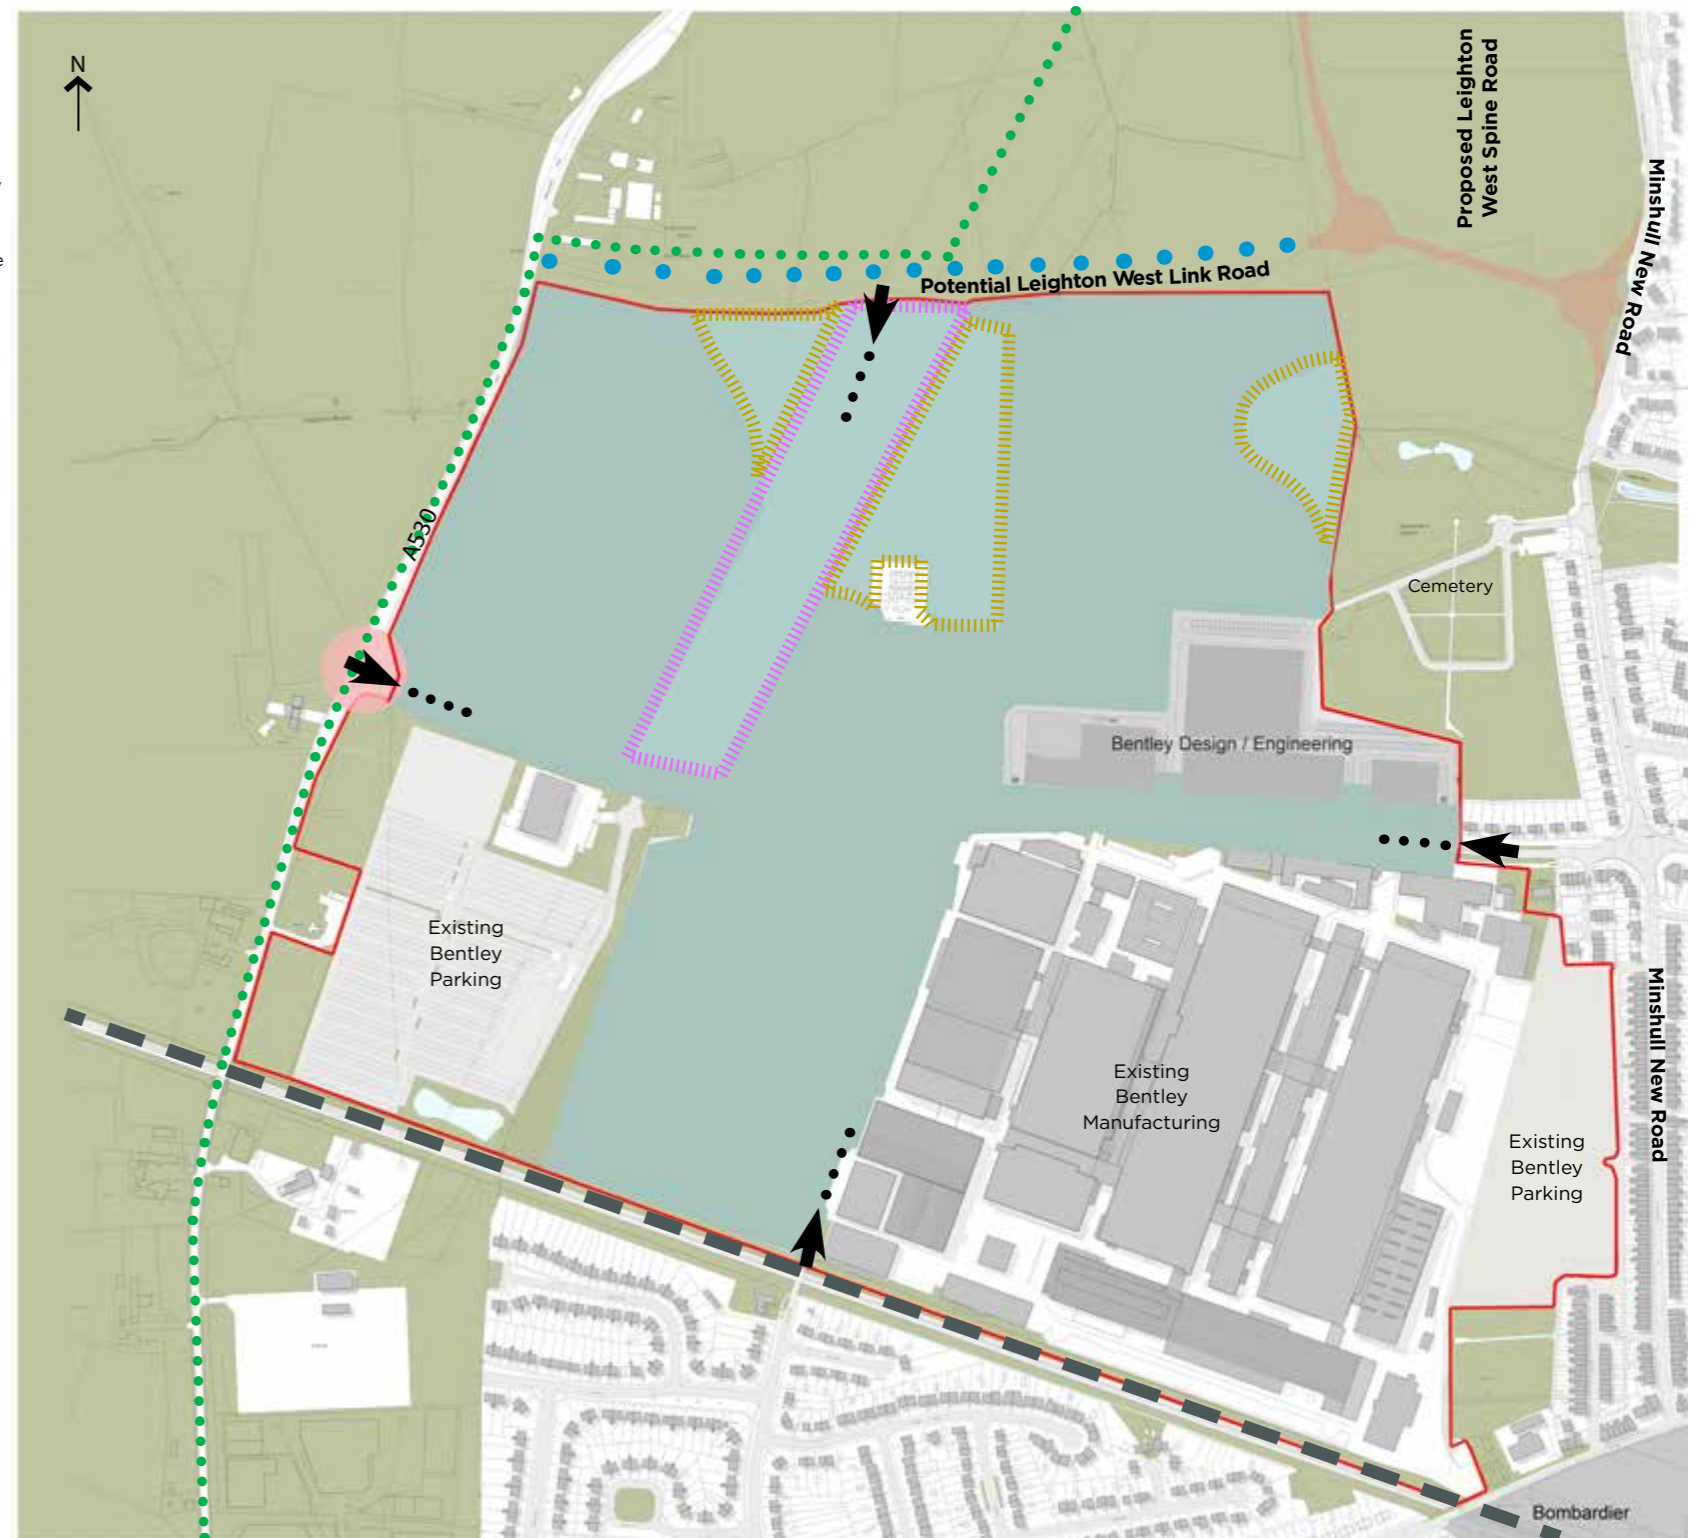 N
Proposed Leighton
West Spine Road
Minshull New Road
Potential Leighton West Link Road
A530
Cemetery
Bentley Design / Engineering
Existing
Bentley
Parking
Existing
Bentley
Manufacturing
Minshull New Road
Existing
Bentley
Parking
Bombardier